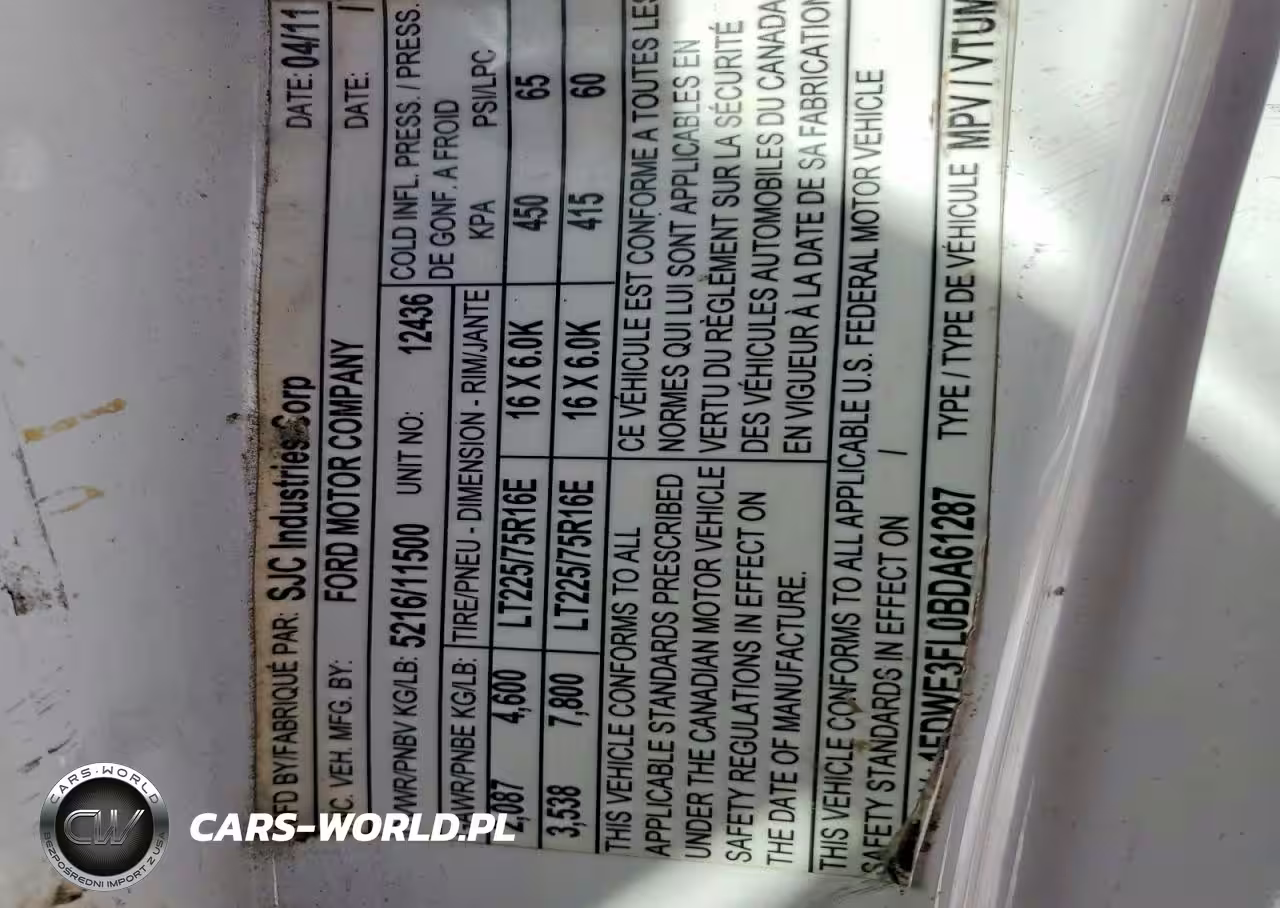 MFD BY/FABRIQUÉ PAR: SJC Industries Corp DATE: 04/11
INC. VEH. MFG. BY: FORD MOTOR COMPANY DATE: /
GVWR/PNBV KG/LB: 5216/11500 UNIT NO: 12436
COLD INFL. PRESS. / PRESS.
DE GONF. A FROID
GAWR/PNBE KG/LB: TIRE/PNEU - DIMENSION - RIM/JANTE KPA PSI/LPC
2,087 4,600 LT225/75R16E 16 X 6.0K 450 65
3,538 7,800 LT225/75R16E 16 X 6.0K 415 60
THIS VEHICLE CONFORMS TO ALL
APPLICABLE STANDARDS PRESCRIBED
UNDER THE CANADIAN MOTOR VEHICLE
SAFETY REGULATIONS IN EFFECT ON
THE DATE OF MANUFACTURE.
CE VÉHICULE EST CONFORME A TOUTES LES
NORMES QUI LUI SONT APPLICABLES EN
VERTU DU RÈGLEMENT SUR LA SÉCURITÉ
DES VÉHICULES AUTOMOBILES DU CANADA
EN VIGUEUR À LA DATE DE SA FABRICATION
THIS VEHICLE CONFORMS TO ALL APPLICABLE U.S. FEDERAL MOTOR VEHICLE
SAFETY STANDARDS IN EFFECT ON /
1FDWE3FL0BDA61287 TYPE / TYPE DE VÉHICULE MPV / VTUM
CARS-WORLD
CW
BEZPOŚREDNI IMPORT Z USA
CARS-WORLD.PL